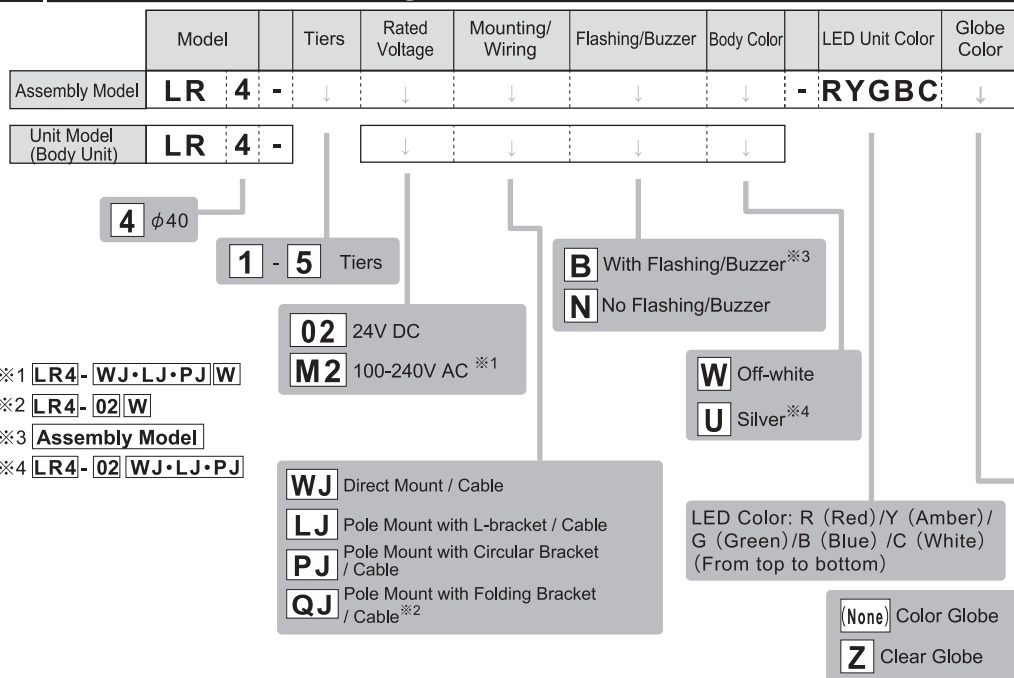 Model Tiers Rated Voltage Mounting/ Wiring Flashing/Buzzer Body Color LED Unit Color Globe Color
Assembly Model LR 4 - ↓ ↓ ↓ ↓ ↓ - RYGBC ↓
Unit Model (Body Unit) LR 4 - ↓ ↓ ↓ ↓
4 φ40
1 - 5 Tiers
B With Flashing/Buzzer※3
N No Flashing/Buzzer
02 24V DC
M2 100-240V AC ※1
W Off-white
U Silver※4
※1 LR4- WJ•LJ•PJ W
※2 LR4- 02 W
※3 Assembly Model
※4 LR4- 02 WJ•LJ•PJ
WJ Direct Mount / Cable
LJ Pole Mount with L-bracket / Cable
PJ Pole Mount with Circular Bracket
/ Cable
QJ Pole Mount with Folding Bracket
/ Cable※2
LED Color: R (Red)/Y (Amber)/
G (Green)/B (Blue) /C (White)
(From top to bottom)
(None) Color Globe
Z Clear Globe